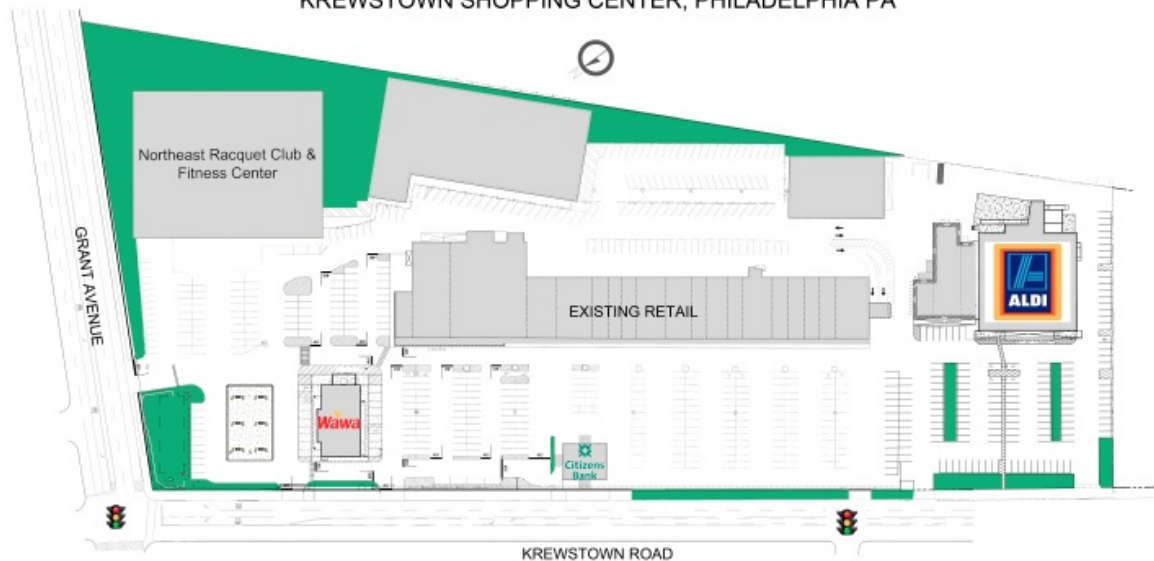 KREWSTOWN SHOPPING CENTER, PHILADELPHIA PA
N
Northeast Racquet Club &
Fitness Center
GRANT AVENUE
EXISTING RETAIL
ALDI
Wawa
Citizens
Bank
KREWSTOWN ROAD